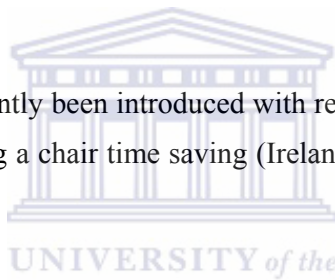 ntly been introduced with re
g a chair time saving (Irelan
UNIVERSITY of the